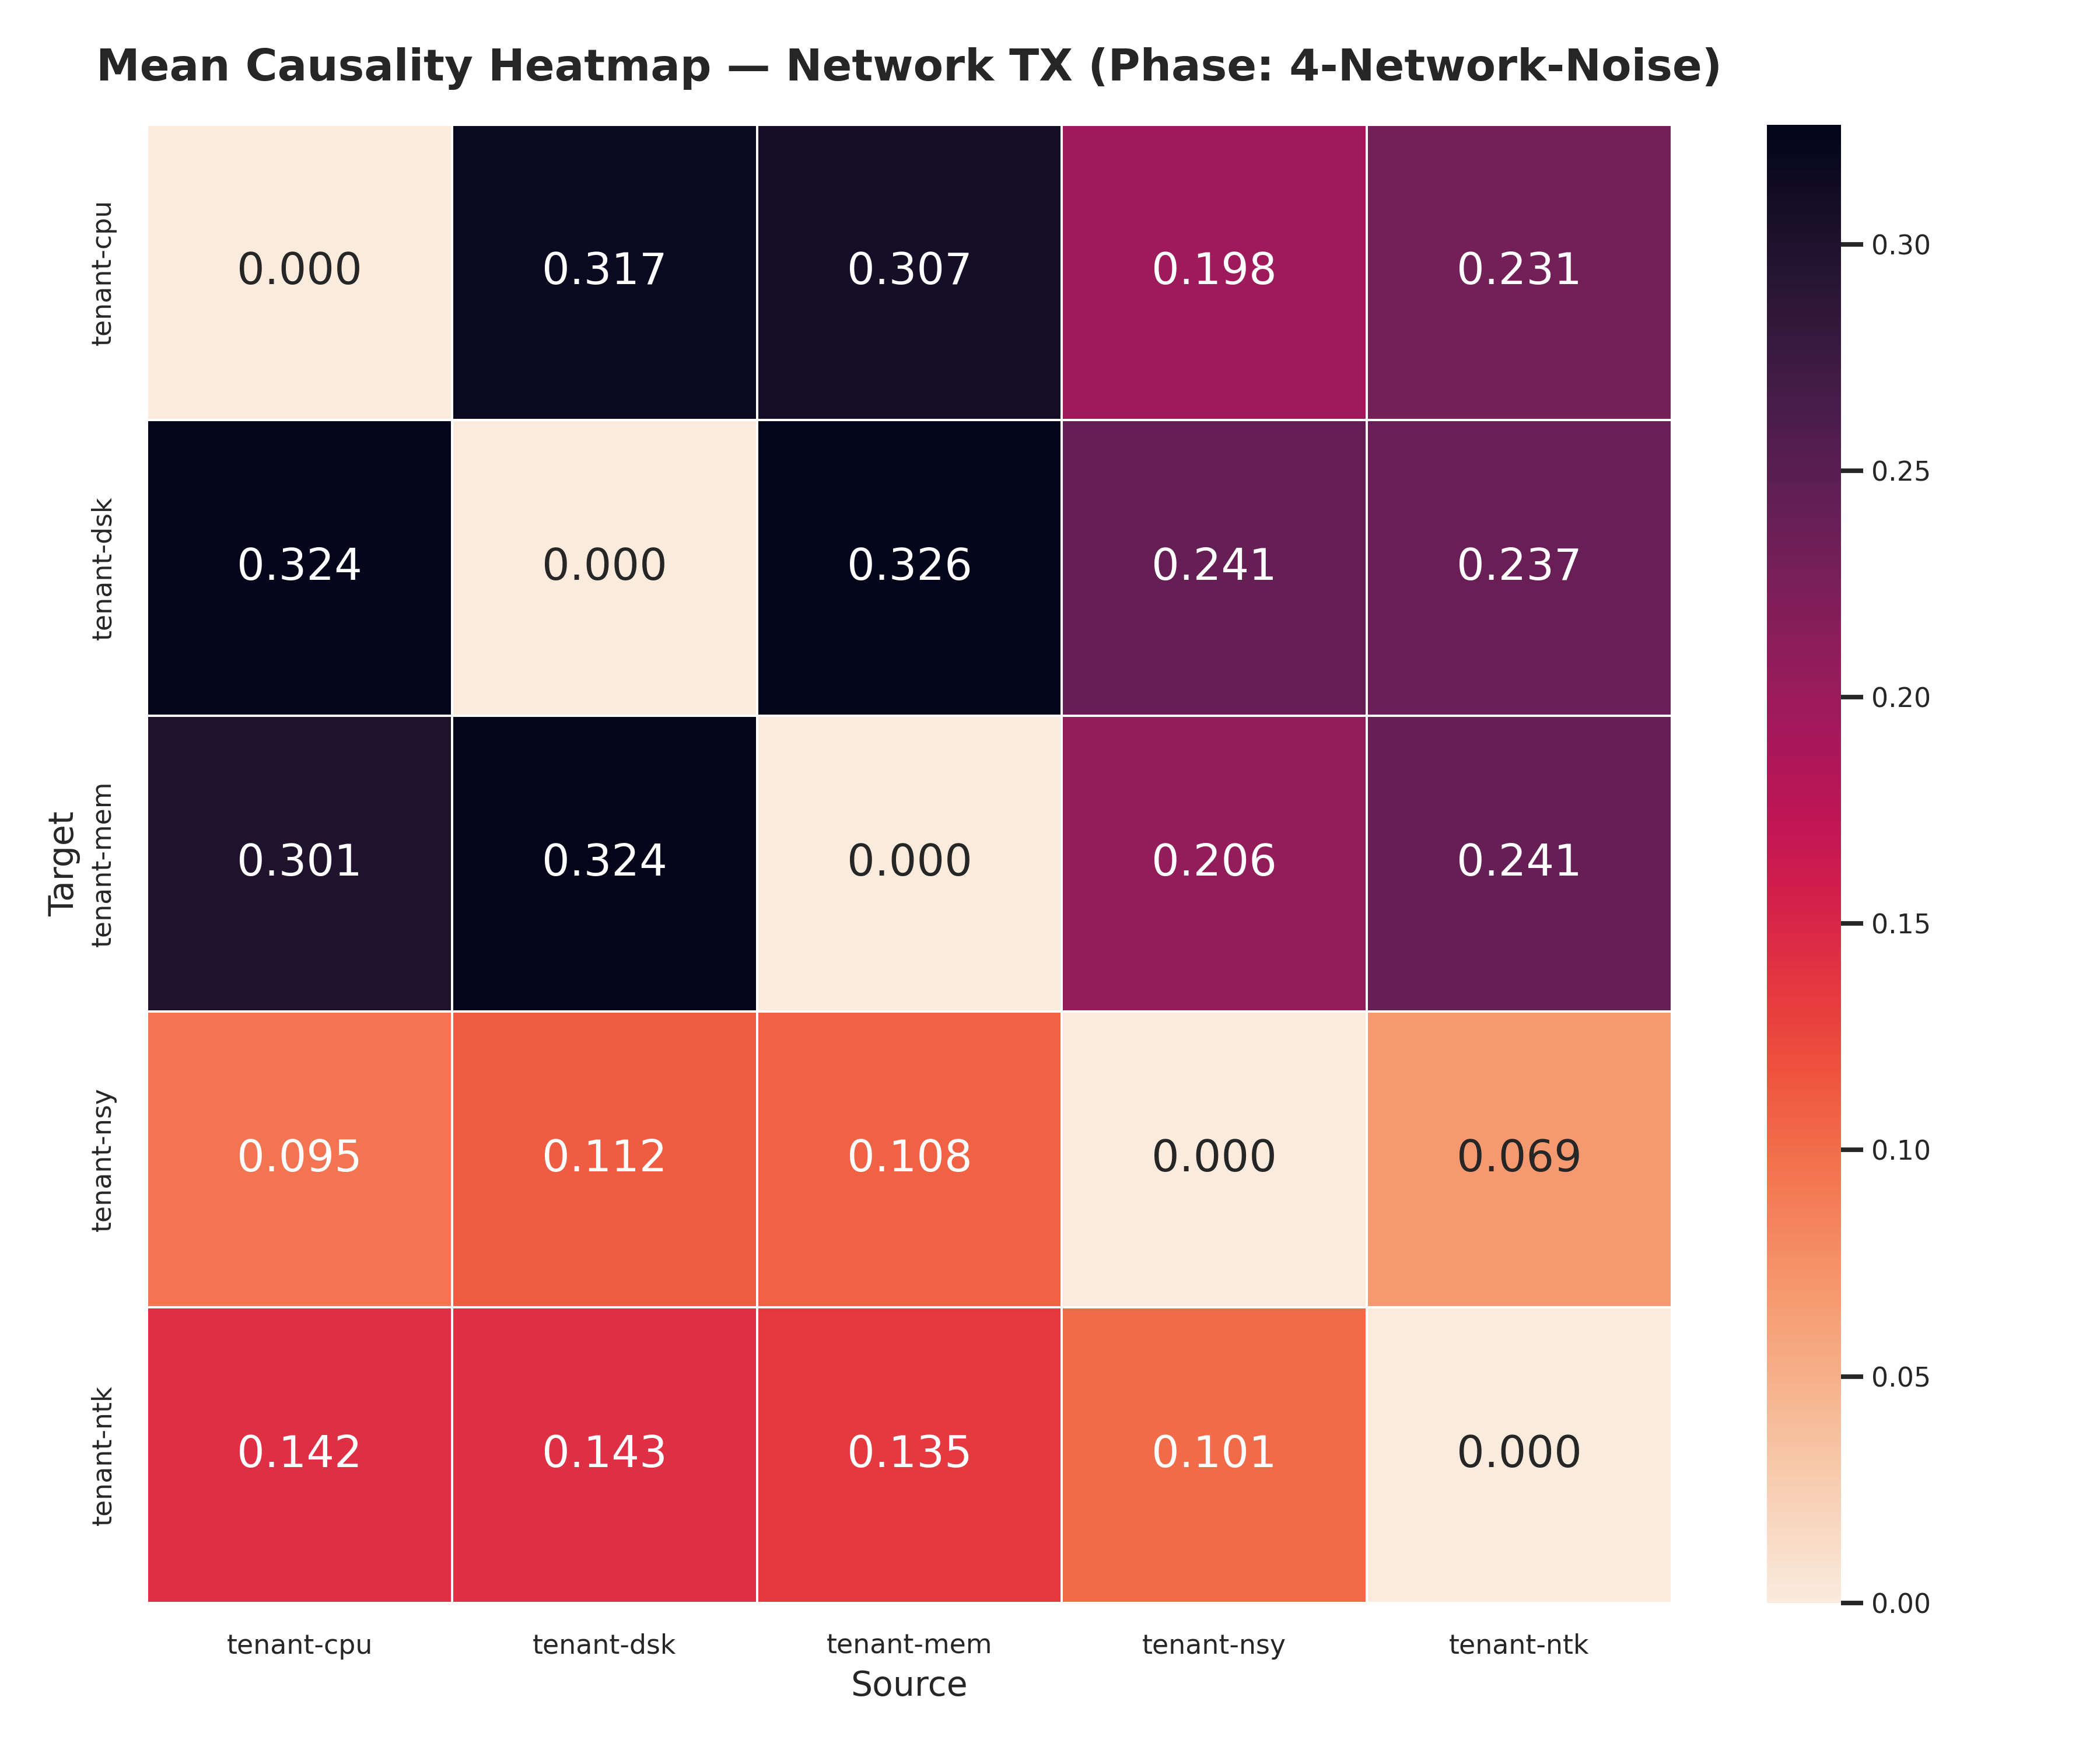 Mean Causality Heatmap — Network TX (Phase: 4-Network-Noise)
tenant-cpu 0.000 0.317 0.307 0.198 0.231
tenant-dsk 0.324 0.000 0.326 0.241 0.237
tenant-mem 0.301 0.324 0.000 0.206 0.241
tenant-nsy 0.095 0.112 0.108 0.000 0.069
tenant-ntk 0.142 0.143 0.135 0.101 0.000
Target
tenant-cpu tenant-dsk tenant-mem tenant-nsy tenant-ntk
Source
0.30
0.25
0.20
0.15
0.10
0.05
0.00